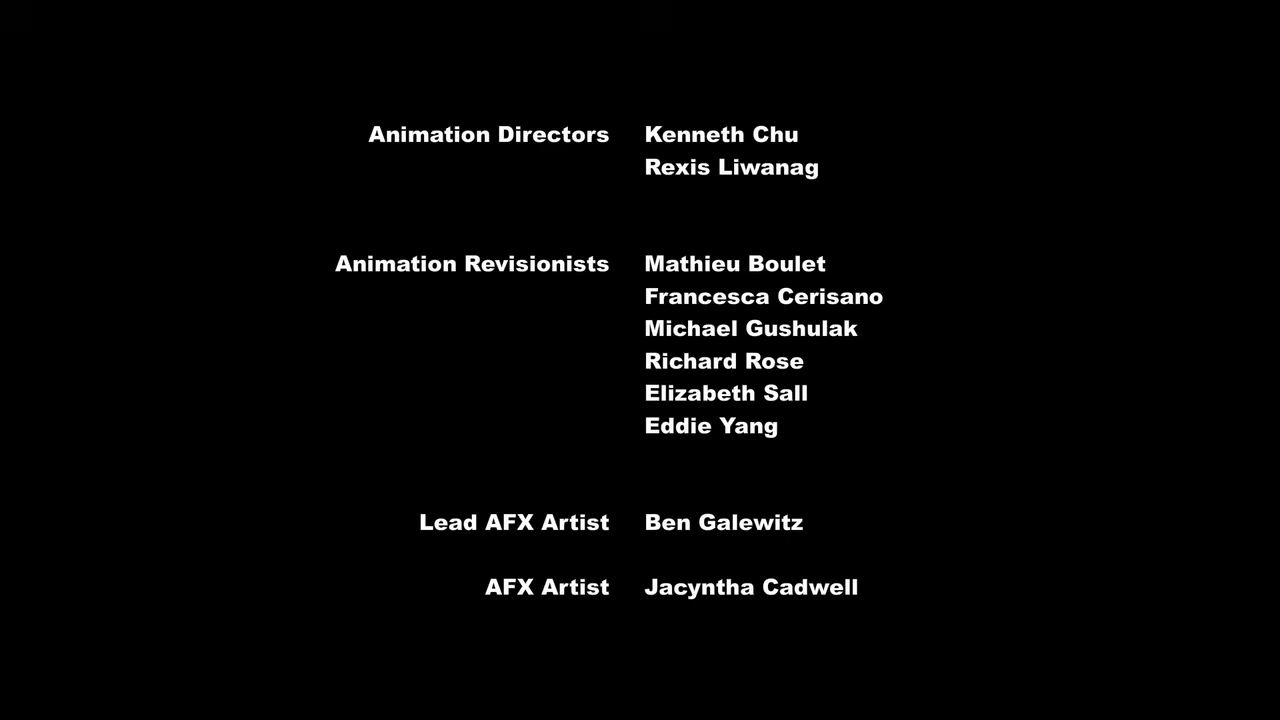 Animation Directors Kenneth Chu
Rexis Liwanag
Animation Revisionists Mathieu Boulet
Francesca Cerisano
Michael Gushulak
Richard Rose
Elizabeth Sall
Eddie Yang
Lead AFX Artist Ben Galewitz
AFX Artist Jacyntha Cadwell